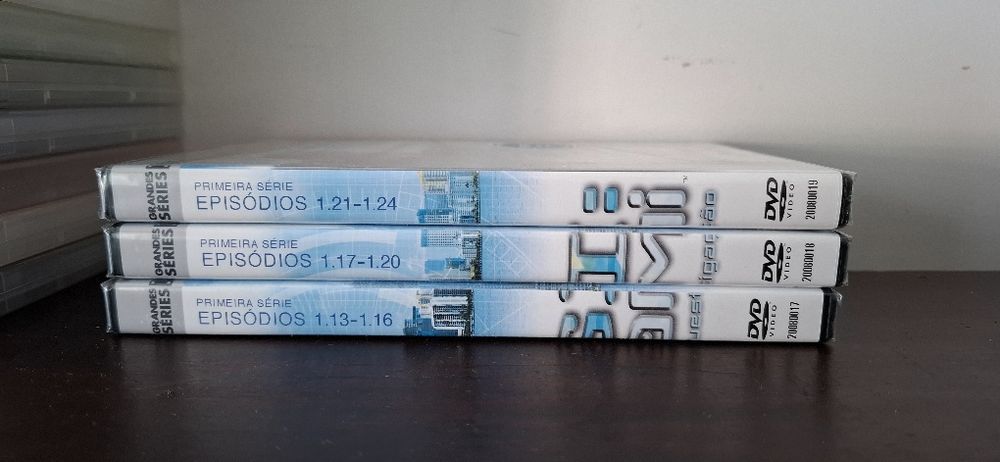 GRANDES
SÉRIES
PRIMEIRA SÉRIE
EPISÓDIOS 1.21-1.24
DVD
VIDEO
20080019
GRANDES
SÉRIES
PRIMEIRA SÉRIE
EPISÓDIOS 1.17-1.20
DVD
VIDEO
20080018
GRANDES
SÉRIES
PRIMEIRA SÉRIE
EPISÓDIOS 1.13-1.16
DVD
VIDEO
20080017